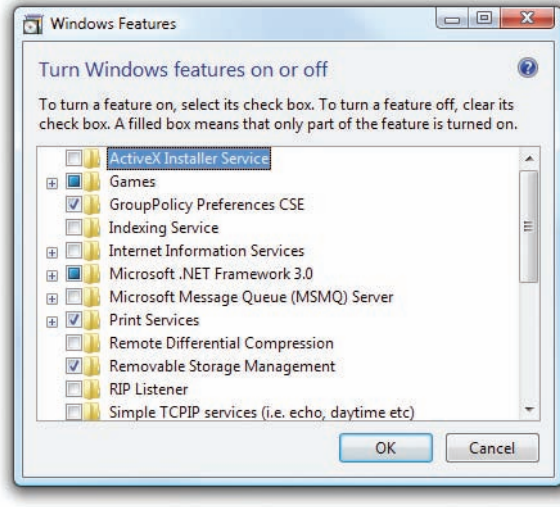 Windows Features
Turn Windows features on or off
To turn a feature on, select its check box. To turn a feature off, clear its
check box. A filled box means that only part of the feature is turned on.
ActiveX Installer Service
Games
GroupPolicy Preferences CSE
Indexing Service
Internet Information Services
Microsoft .NET Framework 3.0
Microsoft Message Queue (MSMQ) Server
Print Services
Remote Differential Compression
Removable Storage Management
RIP Listener
Simple TCPIP services (i.e. echo, daytime etc)
OK Cancel